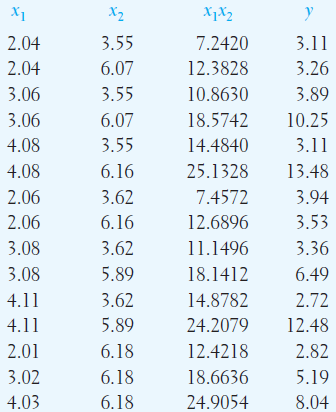 x₁ x₂ x₁x₂ y
2.04 3.55 7.2420 3.11
2.04 6.07 12.3828 3.26
3.06 3.55 10.8630 3.89
3.06 6.07 18.5742 10.25
4.08 3.55 14.4840 3.11
4.08 6.16 25.1328 13.48
2.06 3.62 7.4572 3.94
2.06 6.16 12.6896 3.53
3.08 3.62 11.1496 3.36
3.08 5.89 18.1412 6.49
4.11 3.62 14.8782 2.72
4.11 5.89 24.2079 12.48
2.01 6.18 12.4218 2.82
3.02 6.18 18.6636 5.19
4.03 6.18 24.9054 8.04